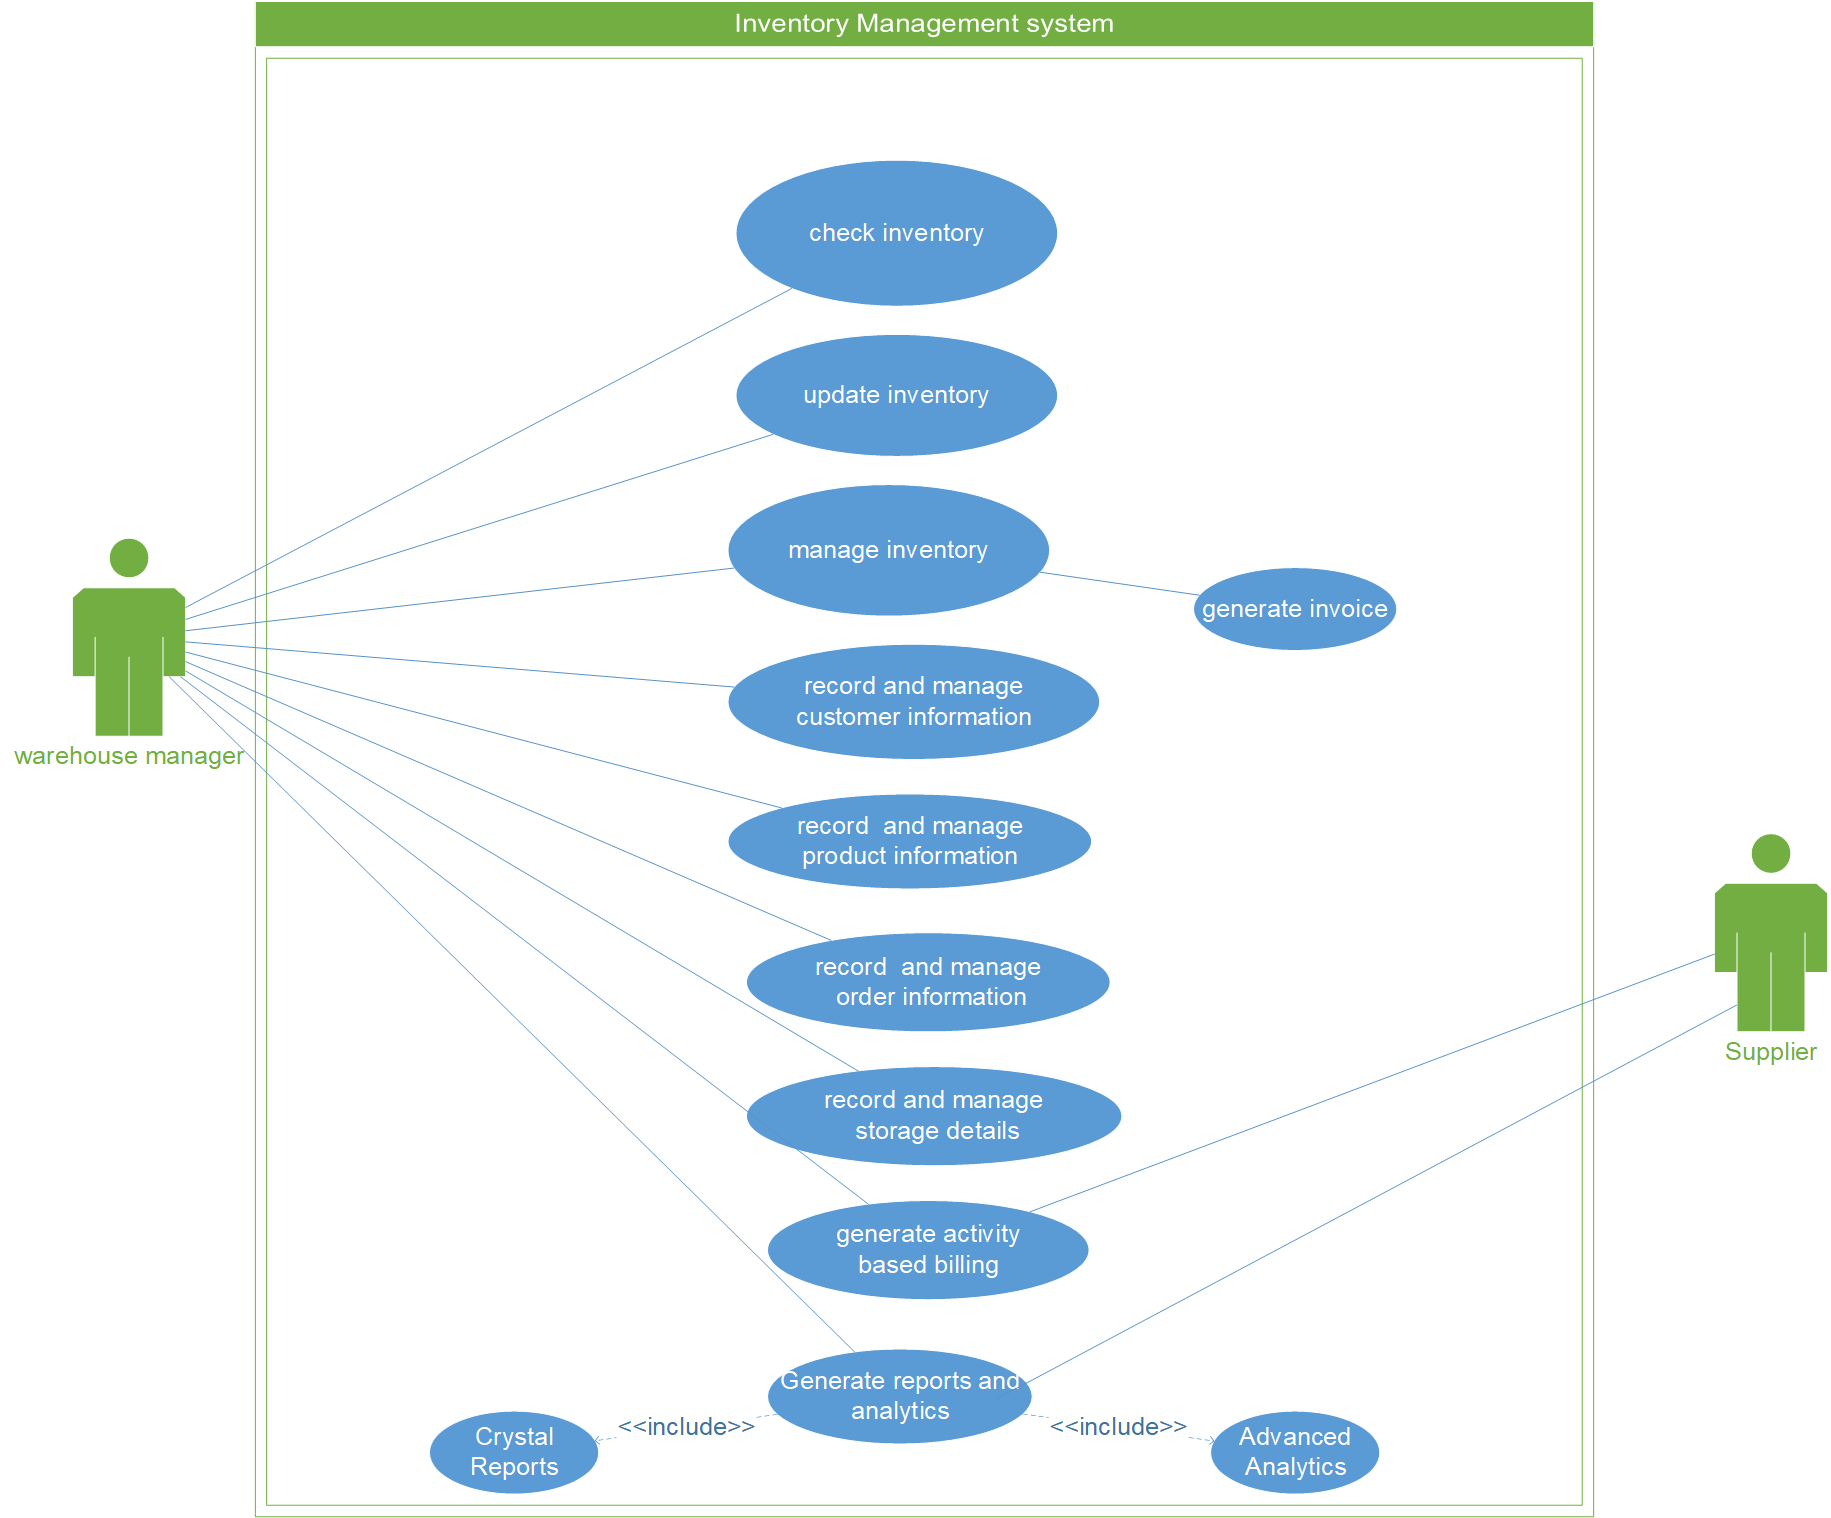 Inventory Management system
check inventory
update inventory
manage inventory
generate invoice
record and manage
customer information
warehouse manager
record  and manage
product information
record  and manage
order information
Supplier
record and manage
storage details
generate activity
based billing
Generate reports and
analytics
<<include>>
<<include>>
Crystal
Reports
Advanced
Analytics